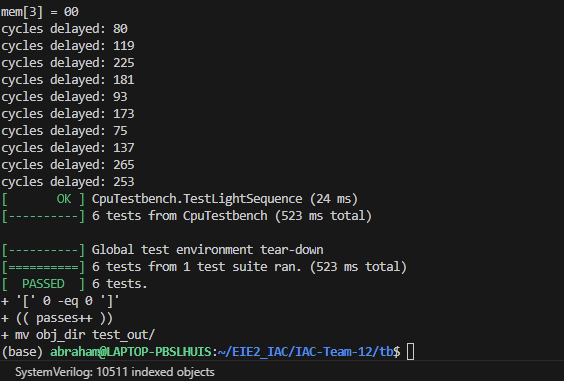 mem[3] = 00
cycles delayed: 80
cycles delayed: 119
cycles delayed: 225
cycles delayed: 181
cycles delayed: 93
cycles delayed: 173
cycles delayed: 75
cycles delayed: 137
cycles delayed: 265
cycles delayed: 253
[       OK ] CpuTestbench.TestLightSequence (24 ms)
[----------] 6 tests from CpuTestbench (523 ms total)

[----------] Global test environment tear-down
[==========] 6 tests from 1 test suite ran. (523 ms total)
[  PASSED  ] 6 tests.
+ '[' 0 -eq 0 ']'
+ (( passes++ ))
+ mv obj_dir test_out/
(base) abraham@LAPTOP-PBSLHUIS:~/EIE2_IAC/IAC-Team-12/tb$
SystemVerilog: 10511 indexed objects